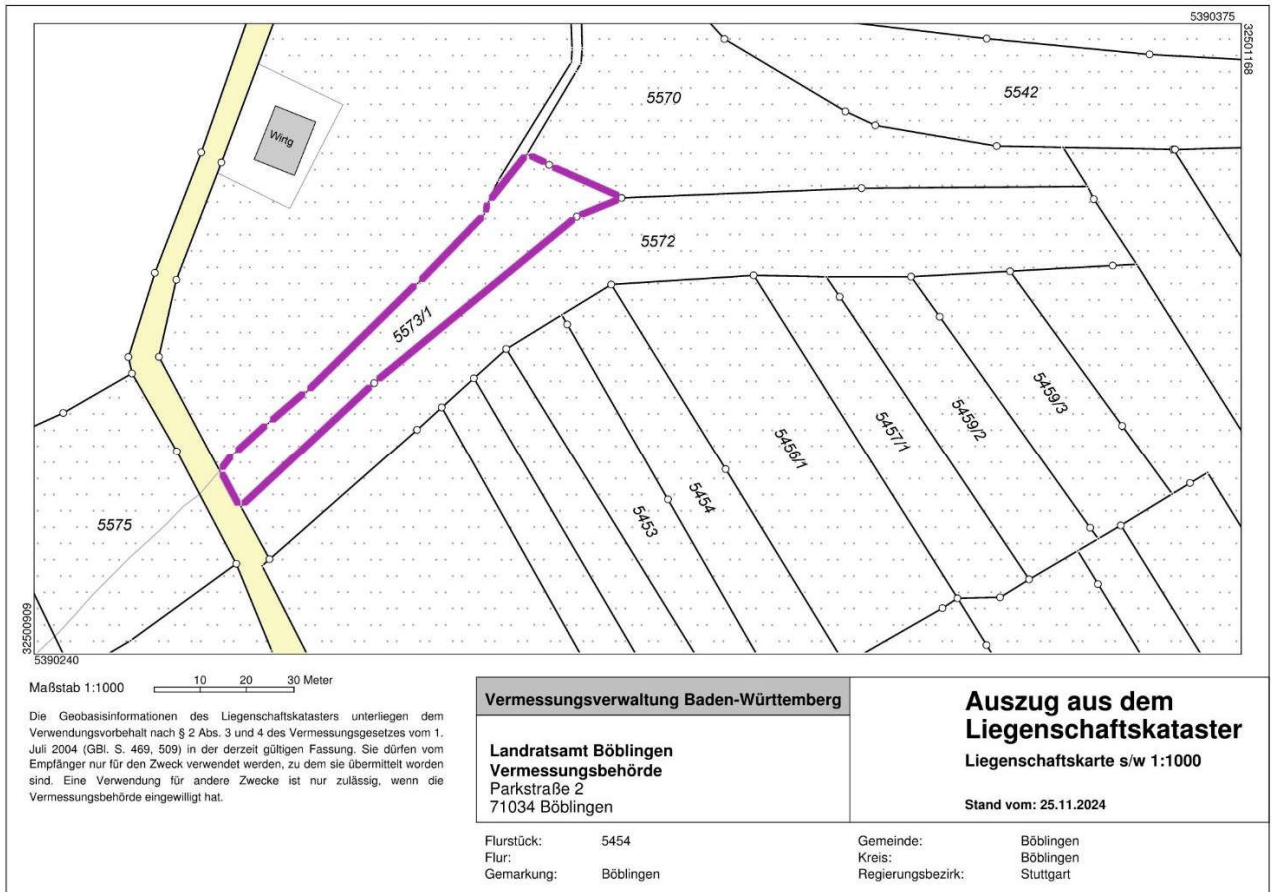 5390375
32501168
5570
5542
Wirtg
5572
5573/1
5459/3
5459/2
5457/1
5456/1
5454
5453
5575
32500909
5390240
Maßstab 1:1000
10 20 30 Meter
Die Geobasisinformationen des Liegenschaftskatasters unterliegen dem
Verwendungsvorbehalt nach § 2 Abs. 3 und 4 des Vermessungsgesetzes vom 1.
Juli 2004 (GBl. S. 469, 509) in der derzeit gültigen Fassung. Sie dürfen vom
Empfänger nur für den Zweck verwendet werden, zu dem sie übermittelt worden
sind. Eine Verwendung für andere Zwecke ist nur zulässig, wenn die
Vermessungsbehörde eingewilligt hat.
Vermessungsverwaltung Baden-Württemberg
Landratsamt Böblingen
Vermessungsbehörde
Parkstraße 2
71034 Böblingen
Auszug aus dem
Liegenschaftskataster
Liegenschaftskarte s/w 1:1000
Stand vom: 25.11.2024
Flurstück: 5454
Flur:
Gemarkung: Böblingen
Gemeinde: Böblingen
Kreis: Böblingen
Regierungsbezirk: Stuttgart